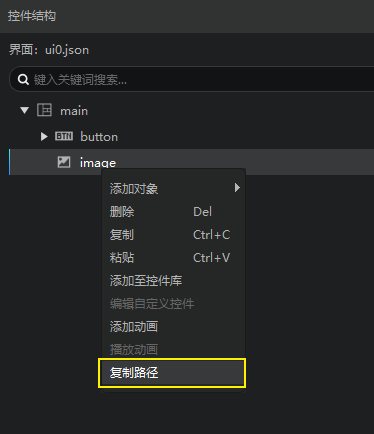 控件结构
界面：ui0.json
键入关键词搜索...
main
BTN button
image
添加对象
删除 Del
复制 Ctrl+C
粘贴 Ctrl+V
添加至控件库
编辑自定义控件
添加动画
播放动画
复制路径